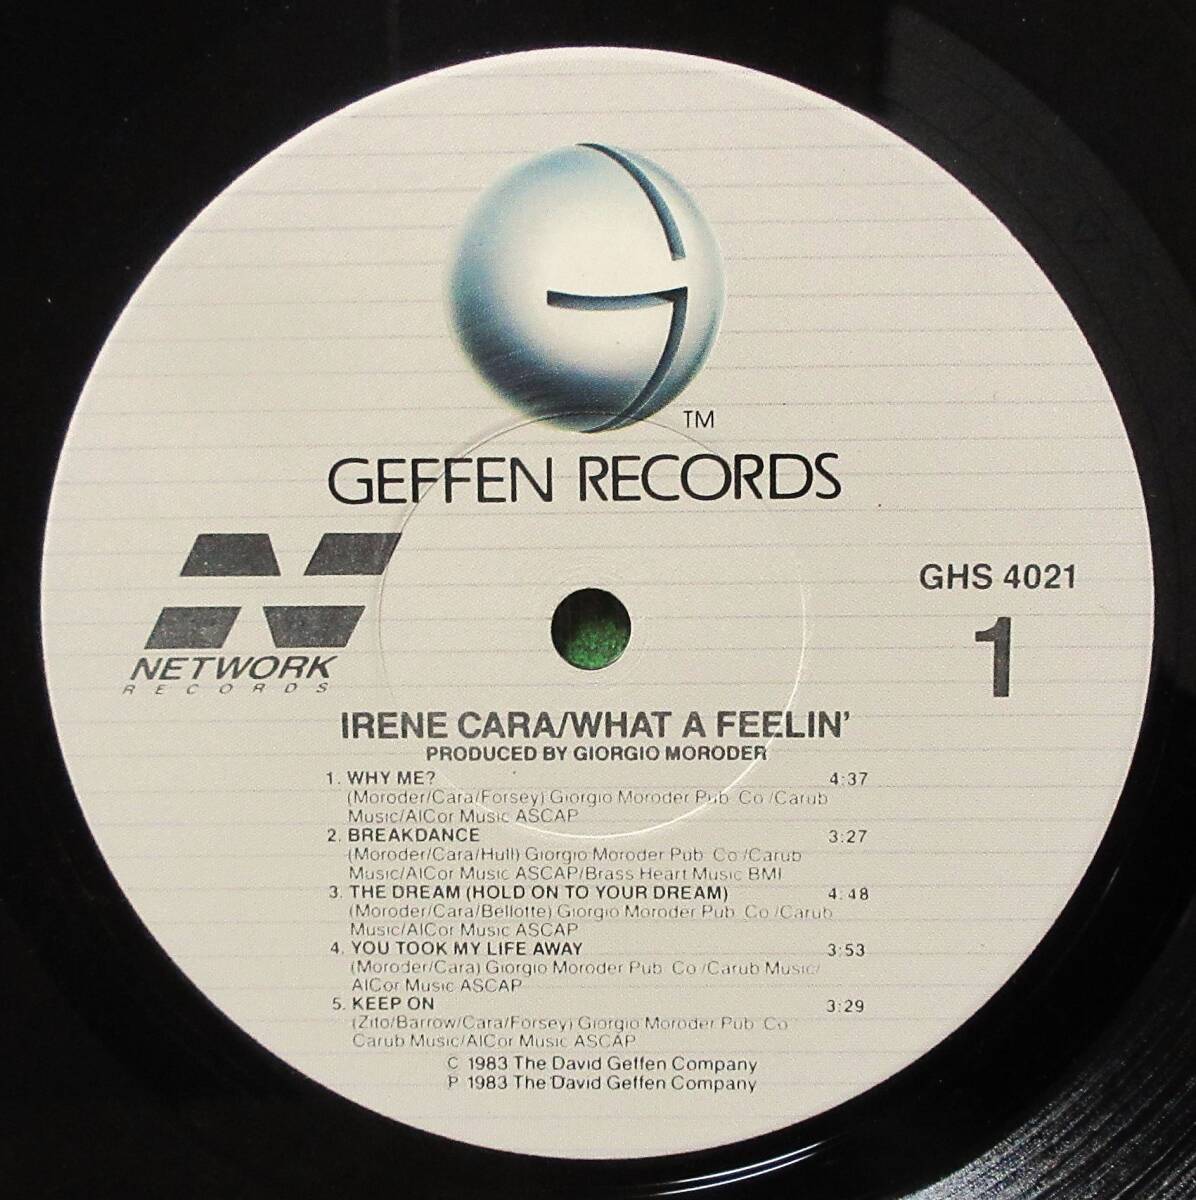 TM
GEFFEN RECORDS
NETWORK
RECORDS
GHS 4021
1
IRENE CARA/WHAT A FEELIN'
PRODUCED BY GIORGIO MORODER
1. WHY ME? 4:37
(Moroder/Cara/Forsey) Giorgio Moroder Pub Co /Carub
Music/AlCor Music ASCAP
2. BREAKDANCE 3:27
(Moroder/Cara/Hull) Giorgio Moroder Pub Co /Carub
Music/AlCor Music ASCAP/Brass Heart Music BMI
3. THE DREAM (HOLD ON TO YOUR DREAM) 4:48
(Moroder/Cara/Bellotte) Giorgio Moroder Pub Co /Carub
Music/AlCor Music ASCAP
4. YOU TOOK MY LIFE AWAY 3:53
(Moroder/Cara) Giorgio Moroder Pub Co /Carub Music/
AlCor Music ASCAP
5. KEEP ON 3:29
(Zito/Barrow/Cara/Forsey) Giorgio Moroder Pub Co
Carub Music/AlCor Music ASCAP
C 1983 The David Geffen Company
P 1983 The David Geffen Company